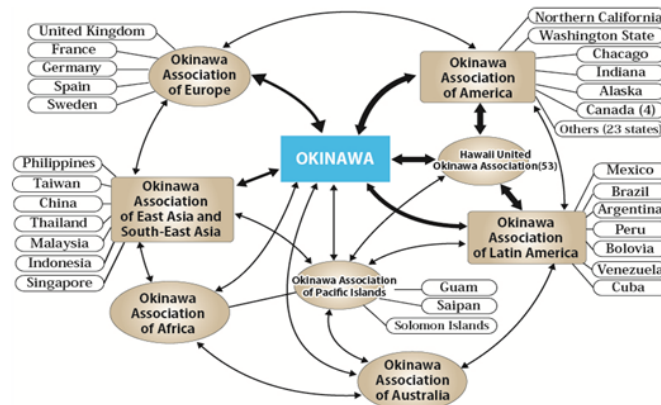 United Kingdom
France
Germany
Spain
Sweden
Okinawa
Association
of Europe
Okinawa
Association
of America
Northern California
Washington State
Chacago
Indiana
Alaska
Canada (4)
Others (23 states)
OKINAWA
Hawaii United
Okinawa Association(53)
Philippines
Taiwan
China
Thailand
Malaysia
Indonesia
Singapore
Okinawa
Association
of East Asia and
South-East Asia
Okinawa
Association
of Latin America
Mexico
Brazil
Argentina
Peru
Bolovia
Venezuela
Cuba
Okinawa Association
of Pacific Islands
Guam
Saipan
Solomon Islands
Okinawa
Association
of Africa
Okinawa
Association
of Australia